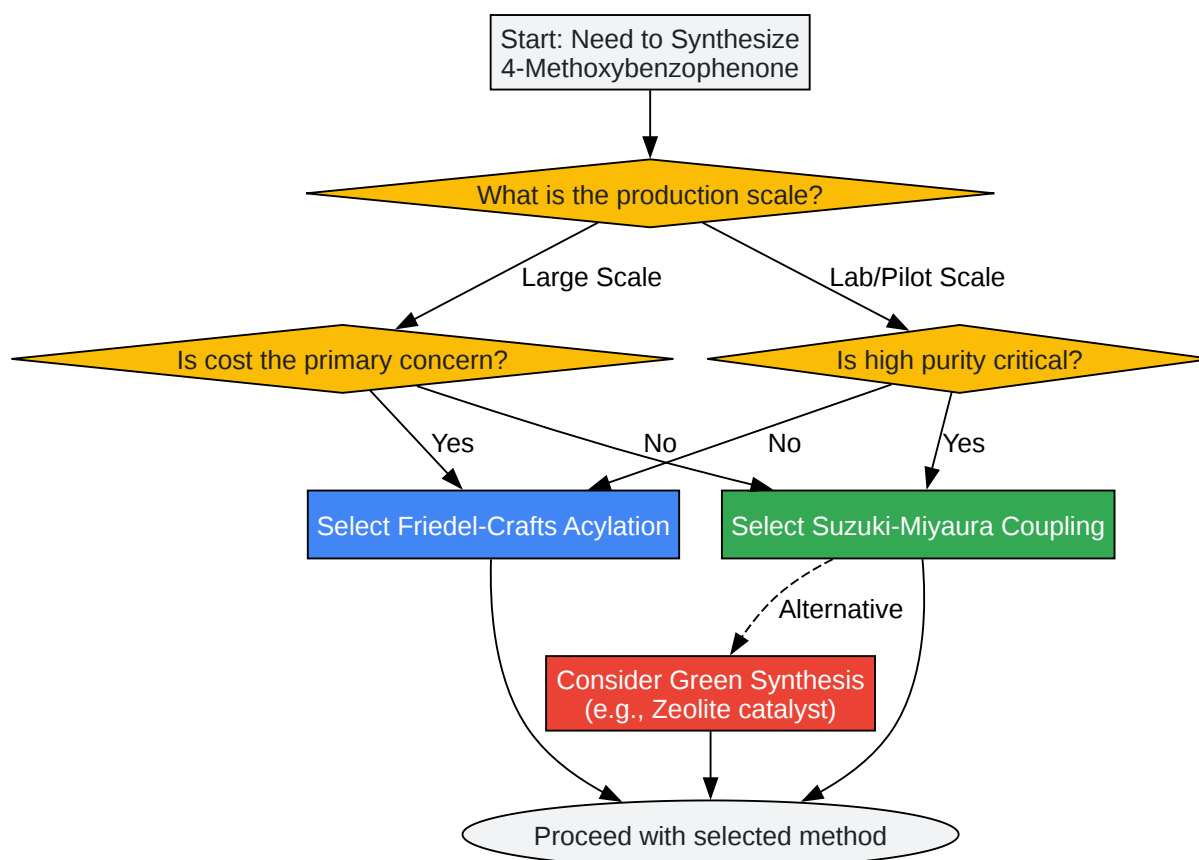 Start: Need to Synthesize
4-Methoxybenzophenone
What is the production scale?
Large Scale
Lab/Pilot Scale
Is cost the primary concern?
Is high purity critical?
Yes
No
No
Yes
Select Friedel-Crafts Acylation
Select Suzuki-Miyaura Coupling
Alternative
Consider Green Synthesis
(e.g., Zeolite catalyst)
Proceed with selected method